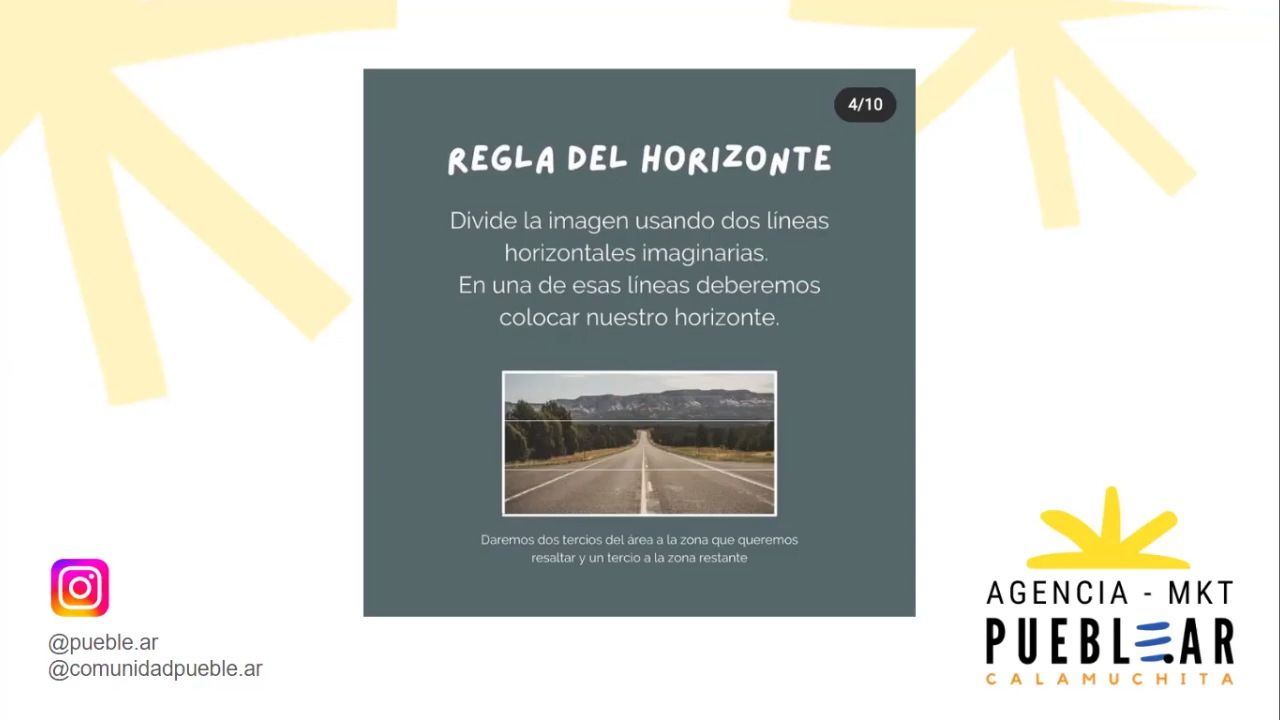 4/10
REGLA DEL HORIZONTE
Divide la imagen usando dos líneas
horizontales imaginarias.
En una de esas líneas deberemos
colocar nuestro horizonte.
Daremos dos tercios del área a la zona que queremos
resaltar y un tercio a la zona restante
@pueble.ar
@comunidadpueble.ar
AGENCIA - MKT
PUEBLE.AR
CALAMUCHITA